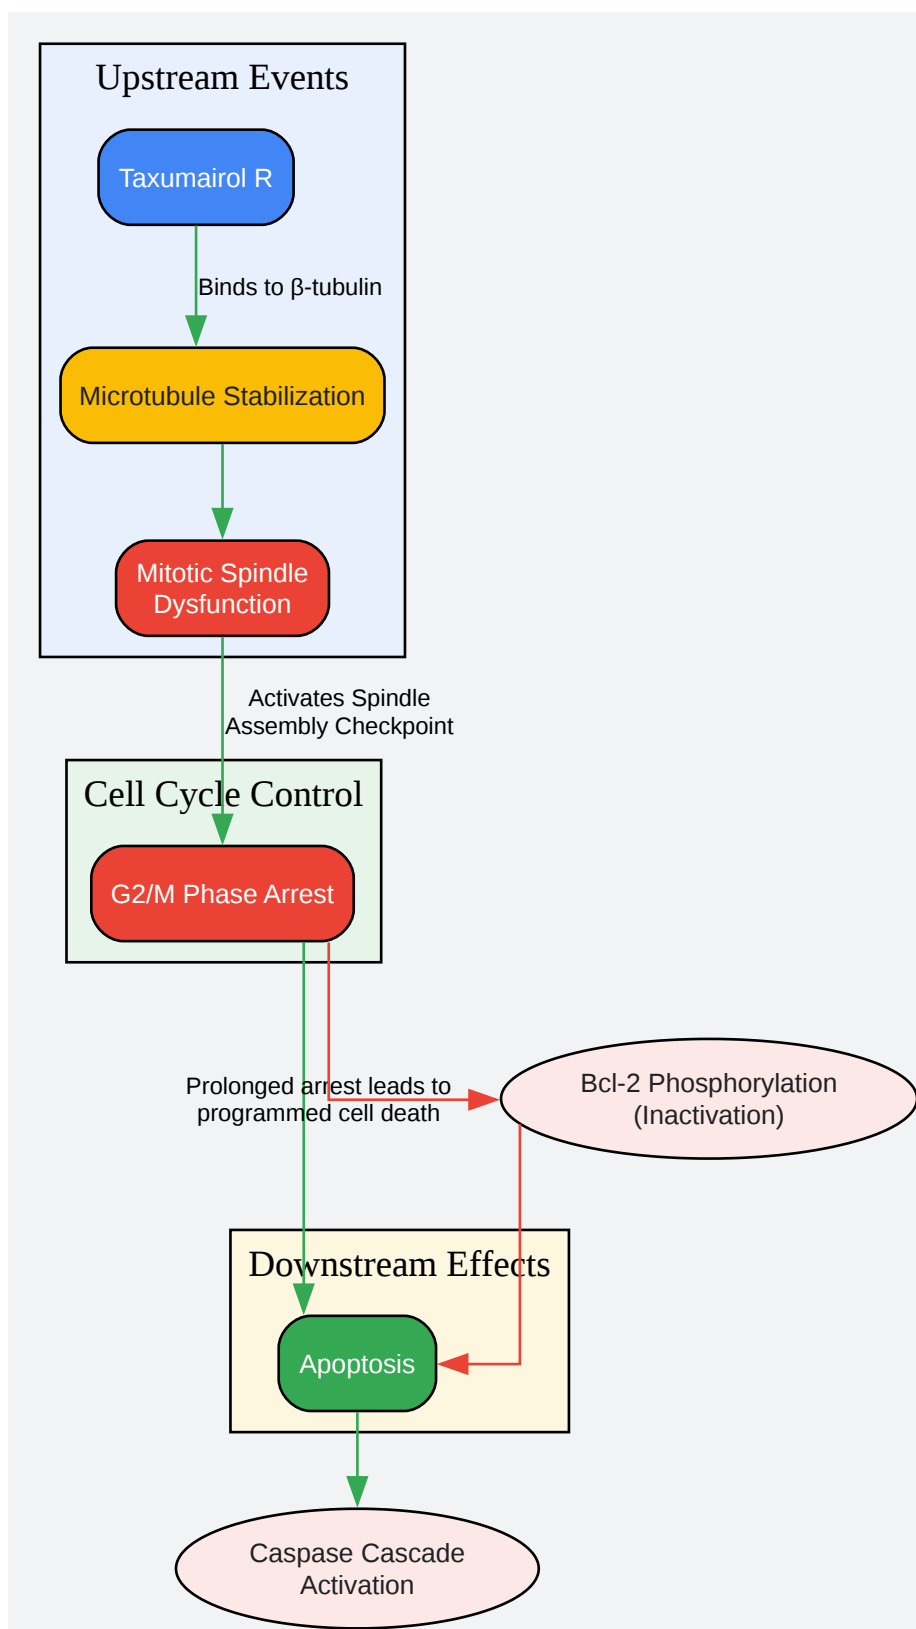 Upstream Events
Taxumairol R
Binds to β-tubulin
Microtubule Stabilization
Mitotic Spindle
Dysfunction
Activates Spindle
Assembly Checkpoint
Cell Cycle Control
G2/M Phase Arrest
Prolonged arrest leads to
programmed cell death
Bcl-2 Phosphorylation
(Inactivation)
Downstream Effects
Apoptosis
Caspase Cascade
Activation